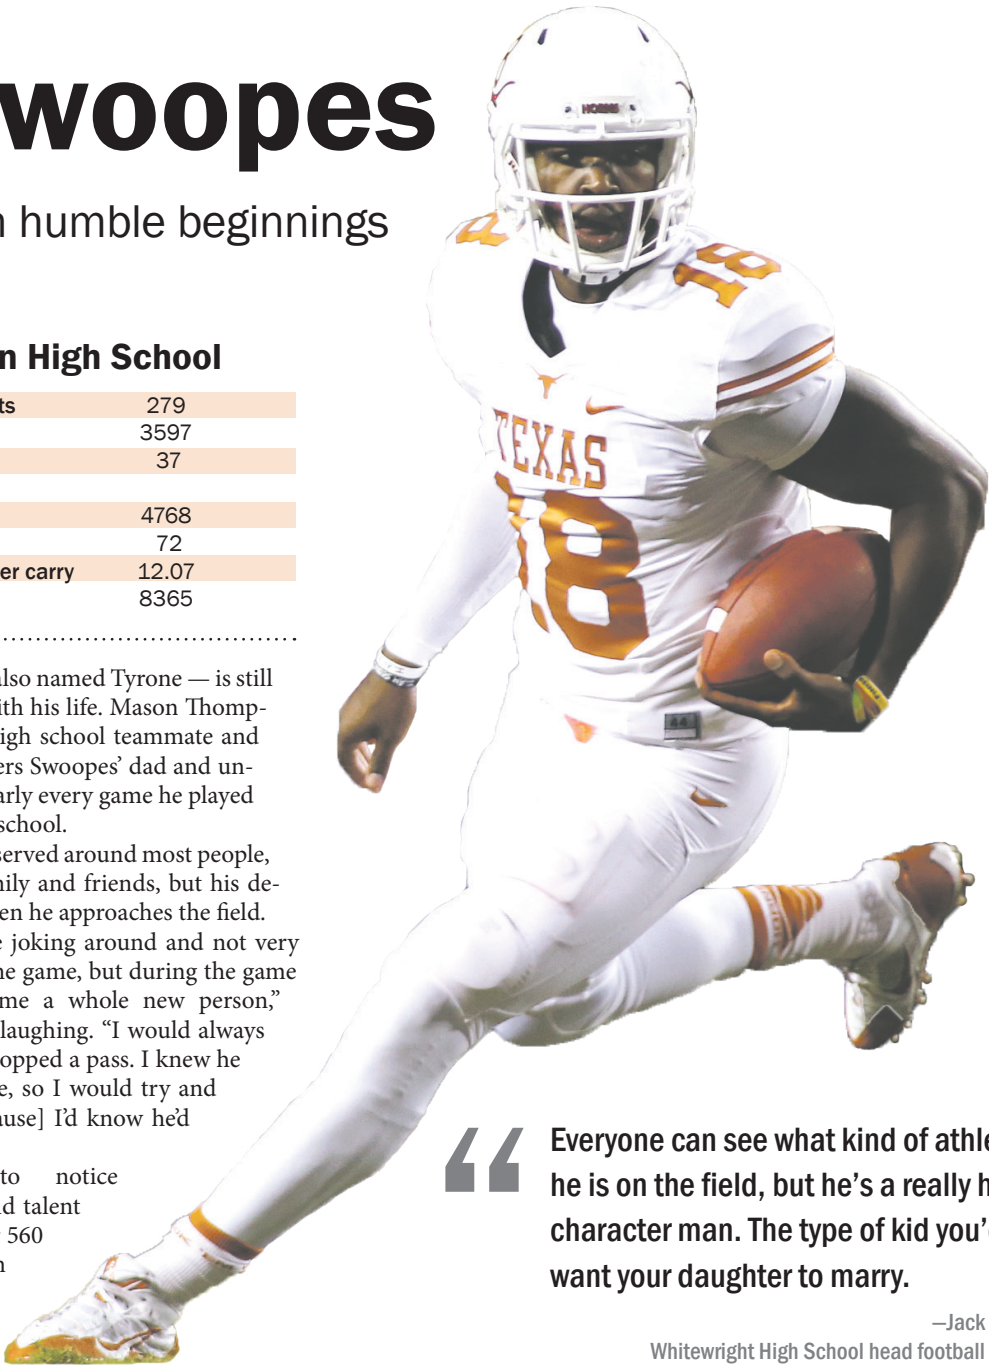 woopes
humble beginnings
n High School
ts 279
3597
37
4768
72
er carry 12.07
8365
also named Tyrone — is still
ith his life. Mason Thomp-
igh school teammate and
ers Swoopes’ dad and un-
arly every game he played
school.
served around most people,
nily and friends, but his de-
en he approaches the field.
e joking around and not very
ne game, but during the game
me a whole new person,”
laughing. “I would always
opped a pass. I knew he
e, so I would try and
ause] I’d know he’d
to notice
d talent
560
n
HORNS
18
TEXAS
18
44
“
Everyone can see what kind of athle
he is on the field, but he’s a really h
character man. The type of kid you’
want your daughter to marry.
—Jack
Whitewright High School head football